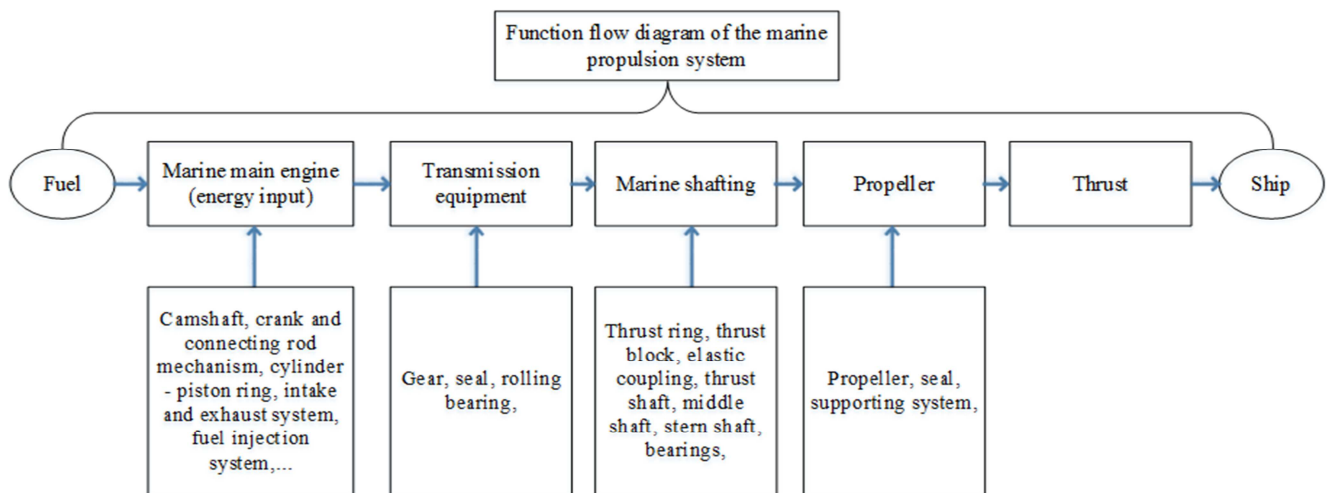 Function flow diagram of the marine
propulsion system
Fuel
Marine main engine
(energy input)
Transmission
equipment
Marine shafting
Propeller
Thrust
Ship
Camshaft, crank and
connecting rod
mechanism, cylinder
- piston ring, intake
and exhaust system,
fuel injection
system,...
Gear, seal, rolling
bearing,
Thrust ring, thrust
block, elastic
coupling, thrust
shaft, middle
shaft, stern shaft,
bearings,
Propeller, seal,
supporting system,